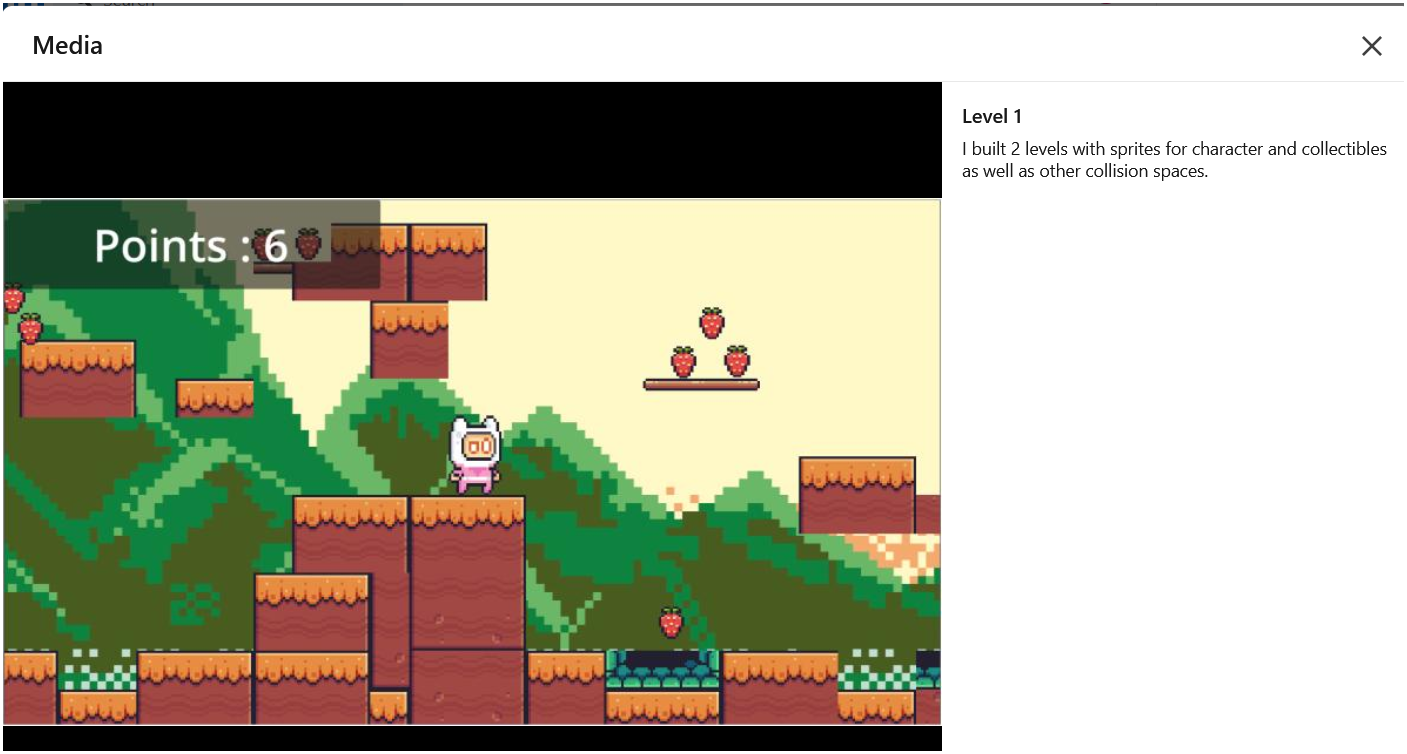 Search
Media
Points : 6
Level 1
I built 2 levels with sprites for character and collectibles
as well as other collision spaces.